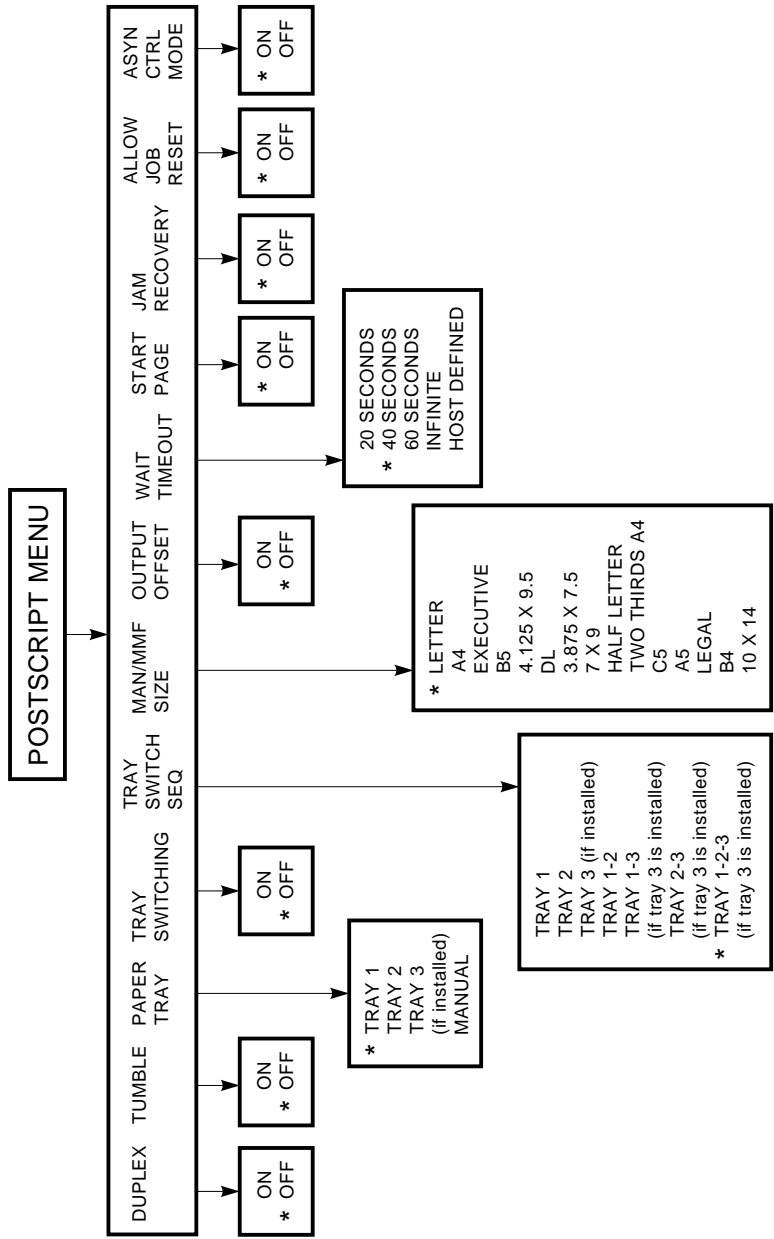 POSTSCRIPT MENU
DUPLEX
TUMBLE
PAPER
TRAY
TRAY
SWITCHING
TRAY
SWITCH
SEQ
MAN/MMF
SIZE
OUTPUT
OFFSET
WAIT
TIMEOUT
START
PAGE
JAM
RECOVERY
ALLOW
JOB
RESET
ASYN
CTRL
MODE
ON
* OFF
ON
* OFF
* TRAY 1
TRAY 2
TRAY 3
(if installed)
MANUAL
ON
* OFF
TRAY 1
TRAY 2
TRAY 3 (if installed)
TRAY 1-2
TRAY 1-3
(if tray 3 is installed)
TRAY 2-3
(if tray 3 is installed)
* TRAY 1-2-3
(if tray 3 is installed)
* LETTER
A4
EXECUTIVE
B5
4.125 X 9.5
DL
3.875 X 7.5
7 X 9
HALF LETTER
TWO THIRDS A4
C5
A5
LEGAL
B4
10 X 14
ON
* OFF
20 SECONDS
* 40 SECONDS
60 SECONDS
INFINITE
HOST DEFINED
* ON
OFF
* ON
OFF
* ON
OFF
* ON
OFF